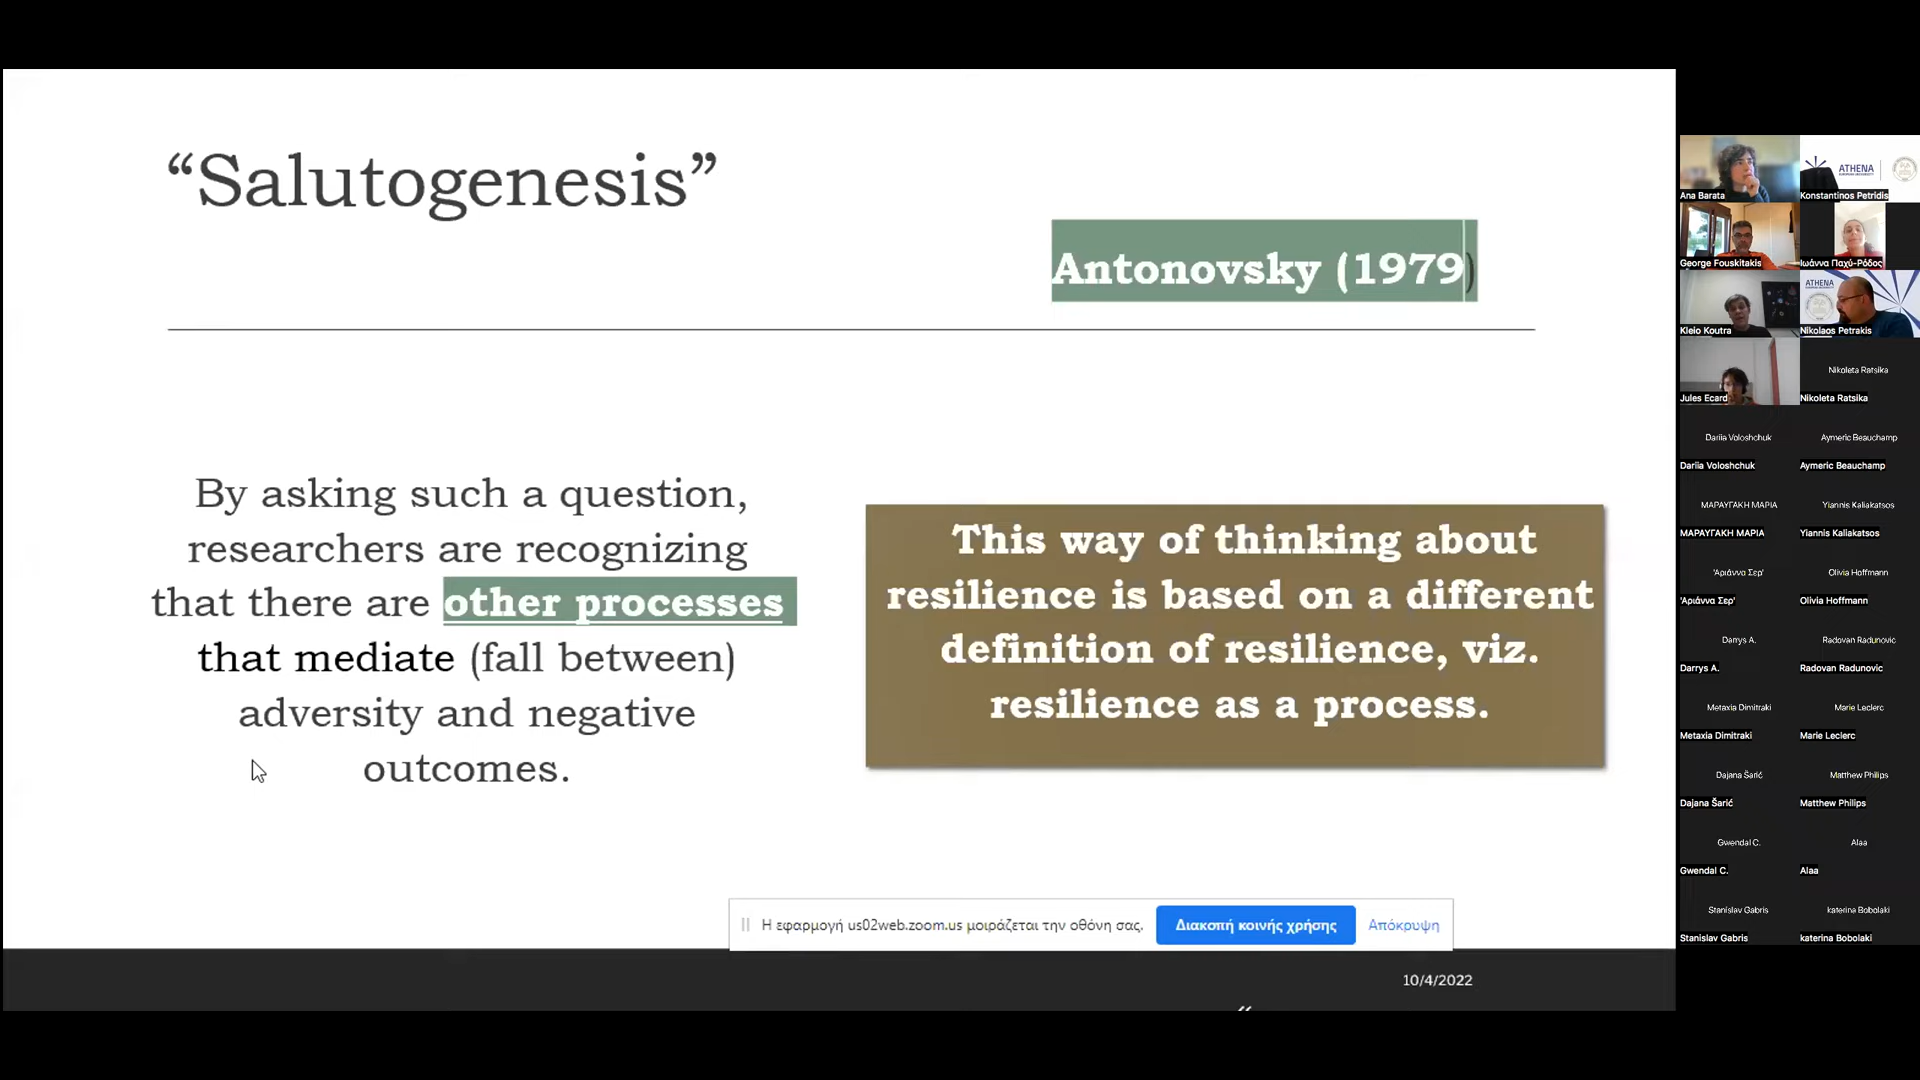 “Salutogenesis”
Antonovsky (1979)
By asking such a question,
researchers are recognizing
that there are other processes
that mediate (fall between)
adversity and negative
outcomes.
This way of thinking about
resilience is based on a different
definition of resilience, viz.
resilience as a process.
Η εφαρμογή us02web.zoom.us μοιράζεται την οθόνη σας.
Διακοπή κοινής χρήσης
Απόκρυψη
10/4/2022
“
Ana Barata
ATHENA
Konstantinos Petridis
George Fouskitakis
Ιωάννα Παχύ-Ρόδος
Kleio Koutra
ATHENA
Nikolaos Petrakis
Jules Ecard
Nikoleta Ratsika
Nikoleta Ratsika
Dariia Voloshchuk
Aymeric Beauchamp
Dariia Voloshchuk
Aymeric Beauchamp
ΜΑΡΑΥΓΑΚΗ ΜΑΡΙΑ
Yiannis Kaliakatsos
ΜΑΡΑΥΓΑΚΗ ΜΑΡΙΑ
Yiannis Kaliakatsos
'Αριάννα Σερ'
Olivia Hoffmann
'Αριάννα Σερ'
Olivia Hoffmann
Darrys A.
Radovan Radunovic
Darrys A.
Radovan Radunovic
Metaxia Dimitraki
Marie Leclerc
Metaxia Dimitraki
Marie Leclerc
Dajana Šarić
Matthew Philips
Dajana Šarić
Matthew Philips
Gwendal C.
Alaa
Gwendal C.
Alaa
Stanislav Gabris
katerina Bobolaki
Stanislav Gabris
katerina Bobolaki